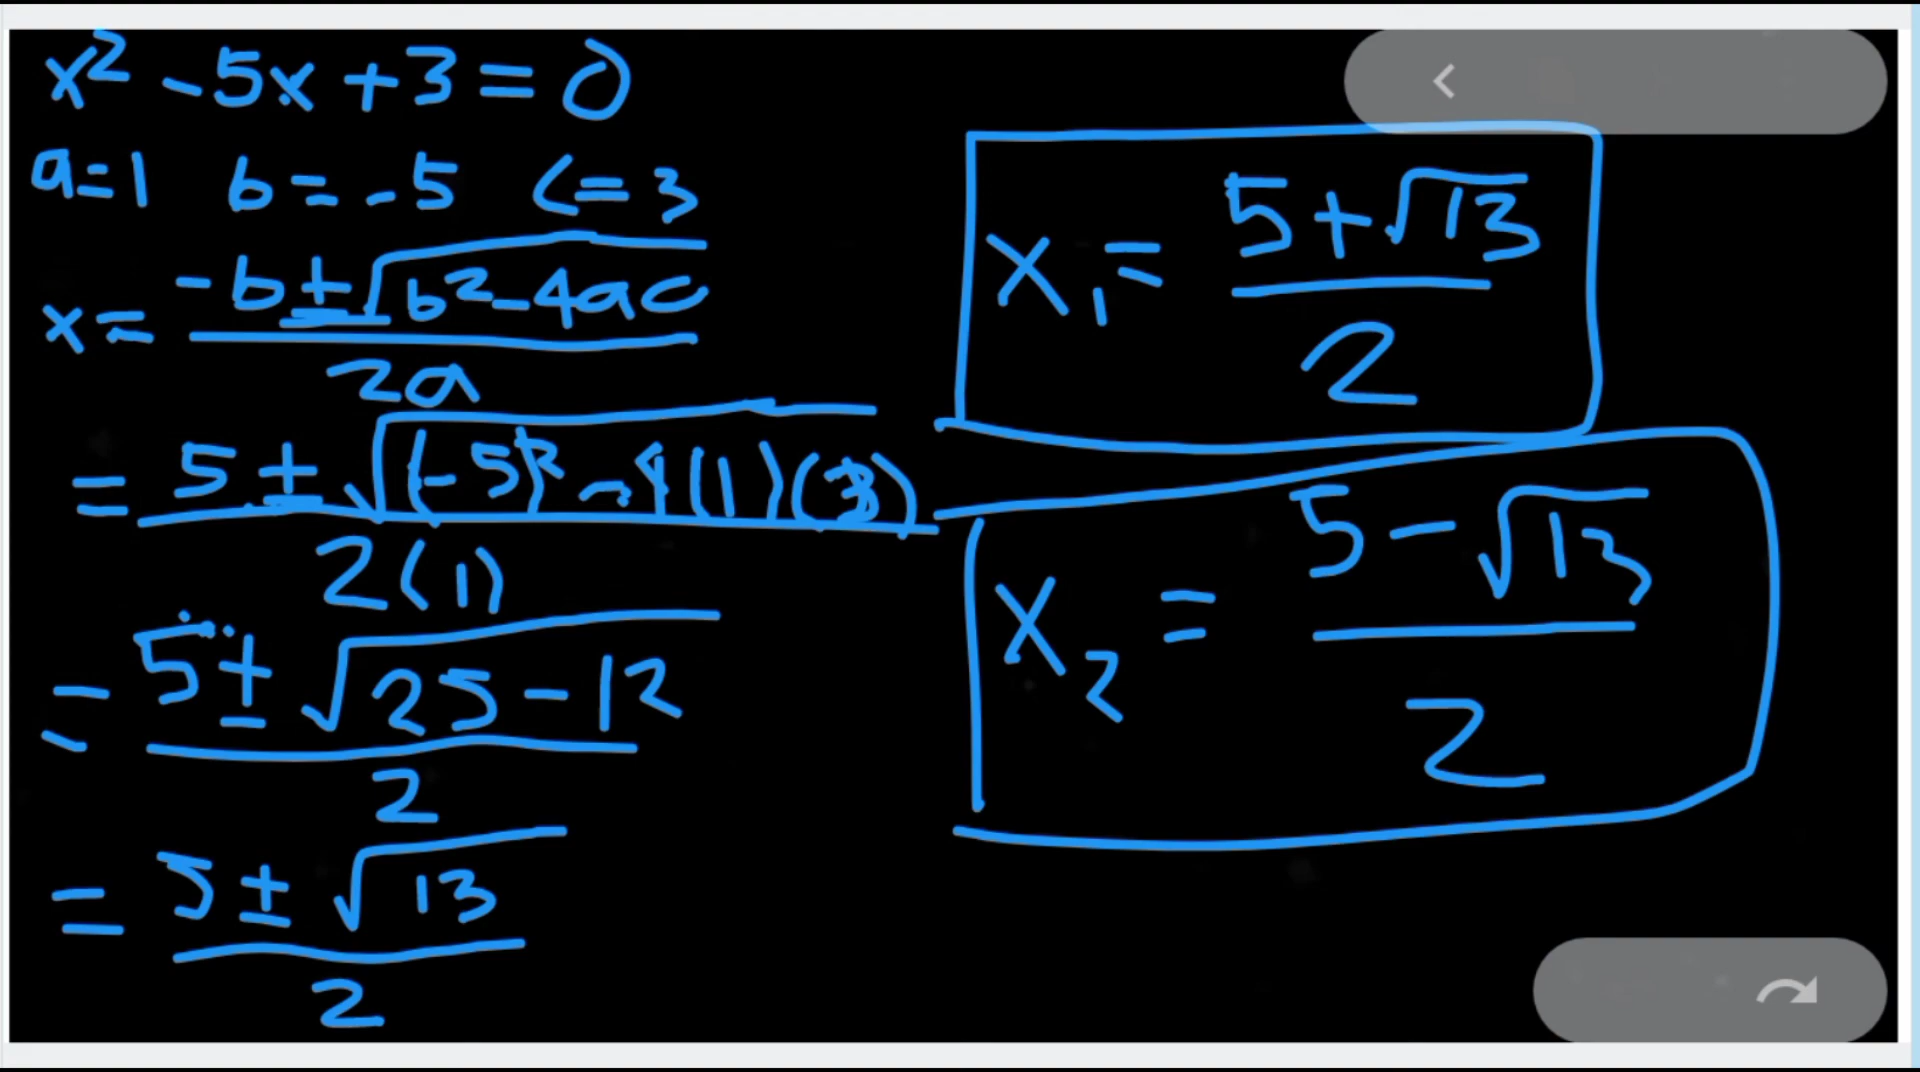 x² - 5x + 3 = 0
a = 1 b = -5 c = 3
x = (-b ± √(b² - 4ac)) / 2a
= (5 ± √((-5)² - 4(1)(3))) / 2(1)
= (5 ± √(25 - 12)) / 2
= (5 ± √13) / 2
x₁ = (5 + √13) / 2
x₂ = (5 - √13) / 2